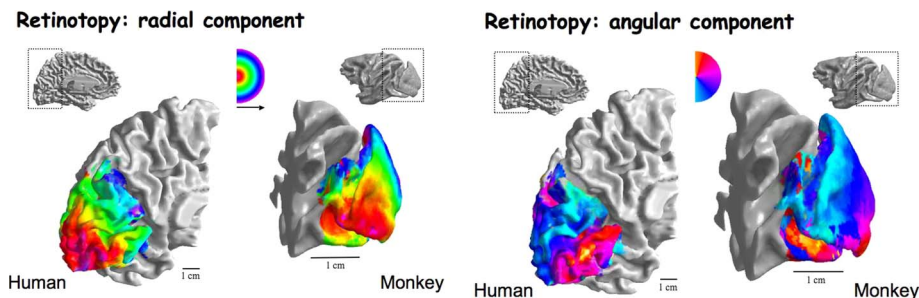 Retinotopy: radial component
Human
1 cm
1 cm
Monkey
Retinotopy: angular component
Human
1 cm
1 cm
Monkey